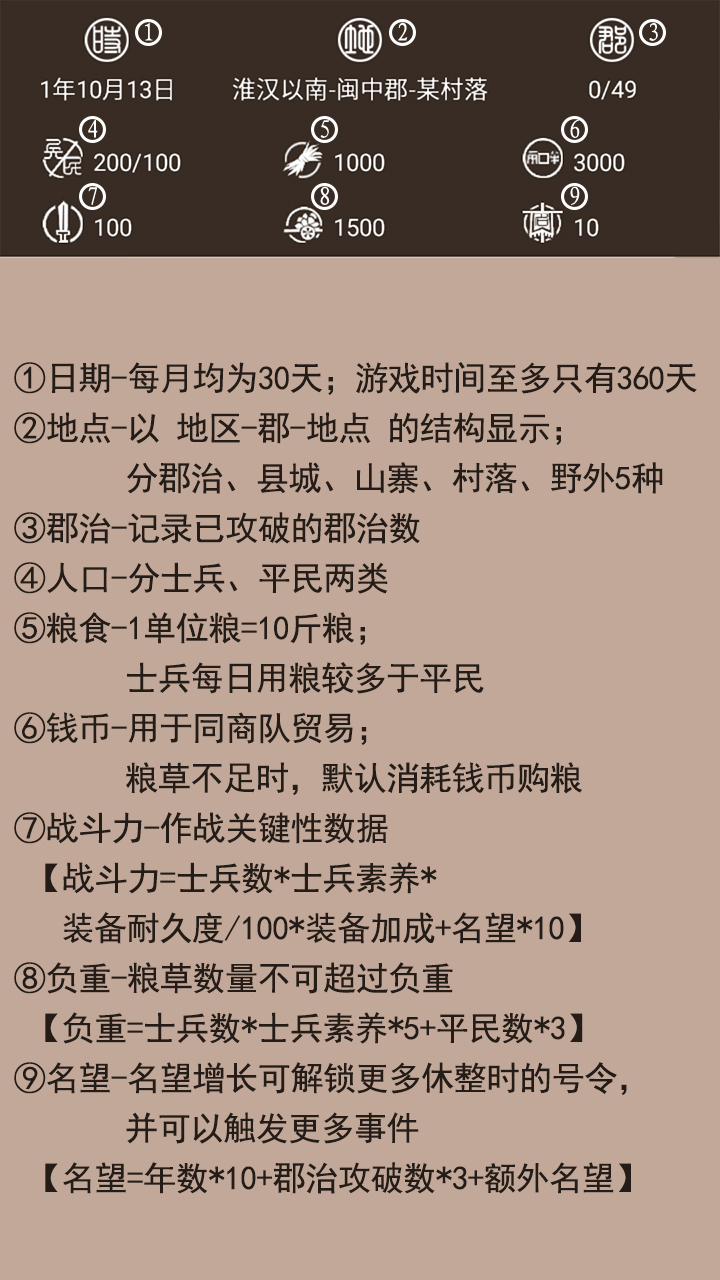 時 ① 地 ② 郡 ③
1年10月13日 淮汉以南-闽中郡-某村落 0/49
④ ⑤ ⑥
兵民 200/100 1000 3000
⑦ ⑧ ⑨
100 1500 10
①日期-每月均为30天；游戏时间至多只有360天
②地点-以 地区-郡-地点 的结构显示；
分郡治、县城、山寨、村落、野外5种
③郡治-记录已攻破的郡治数
④人口-分士兵、平民两类
⑤粮食-1单位粮=10斤粮；
士兵每日用粮较多于平民
⑥钱币-用于同商队贸易；
粮草不足时，默认消耗钱币购粮
⑦战斗力-作战关键性数据
【战斗力=士兵数*士兵素养*
装备耐久度/100*装备加成+名望*10】
⑧负重-粮草数量不可超过负重
【负重=士兵数*士兵素养*5+平民数*3】
⑨名望-名望增长可解锁更多休整时的号令，
并可以触发更多事件
【名望=年数*10+郡治攻破数*3+额外名望】